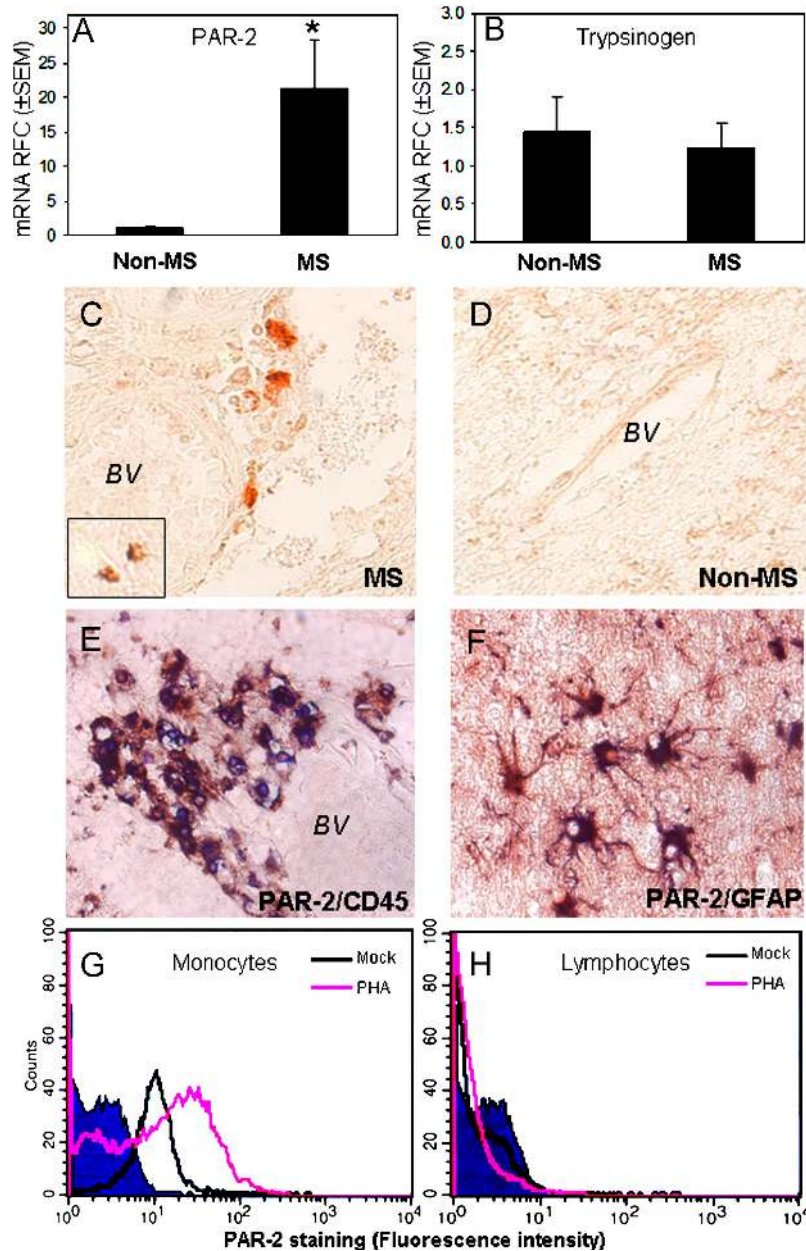 A
PAR-2
*
mRNA RFC (±SEM)
30
25
20
15
10
5
0
Non-MS
MS
B
Trypsinogen
mRNA RFC (±SEM)
3.0
2.5
2.0
1.5
1.0
0.5
0.0
Non-MS
MS
C
BV
MS
D
BV
Non-MS
E
BV
PAR-2/CD45
F
PAR-2/GFAP
G
Monocytes
Mock
PHA
Counts
100
80
60
40
20
0
10⁰ 10¹ 10² 10³ 10⁴
H
Lymphocytes
Mock
PHA
100
80
60
40
20
0
10⁰ 10¹ 10² 10³ 10⁴
PAR-2 staining (Fluorescence intensity)